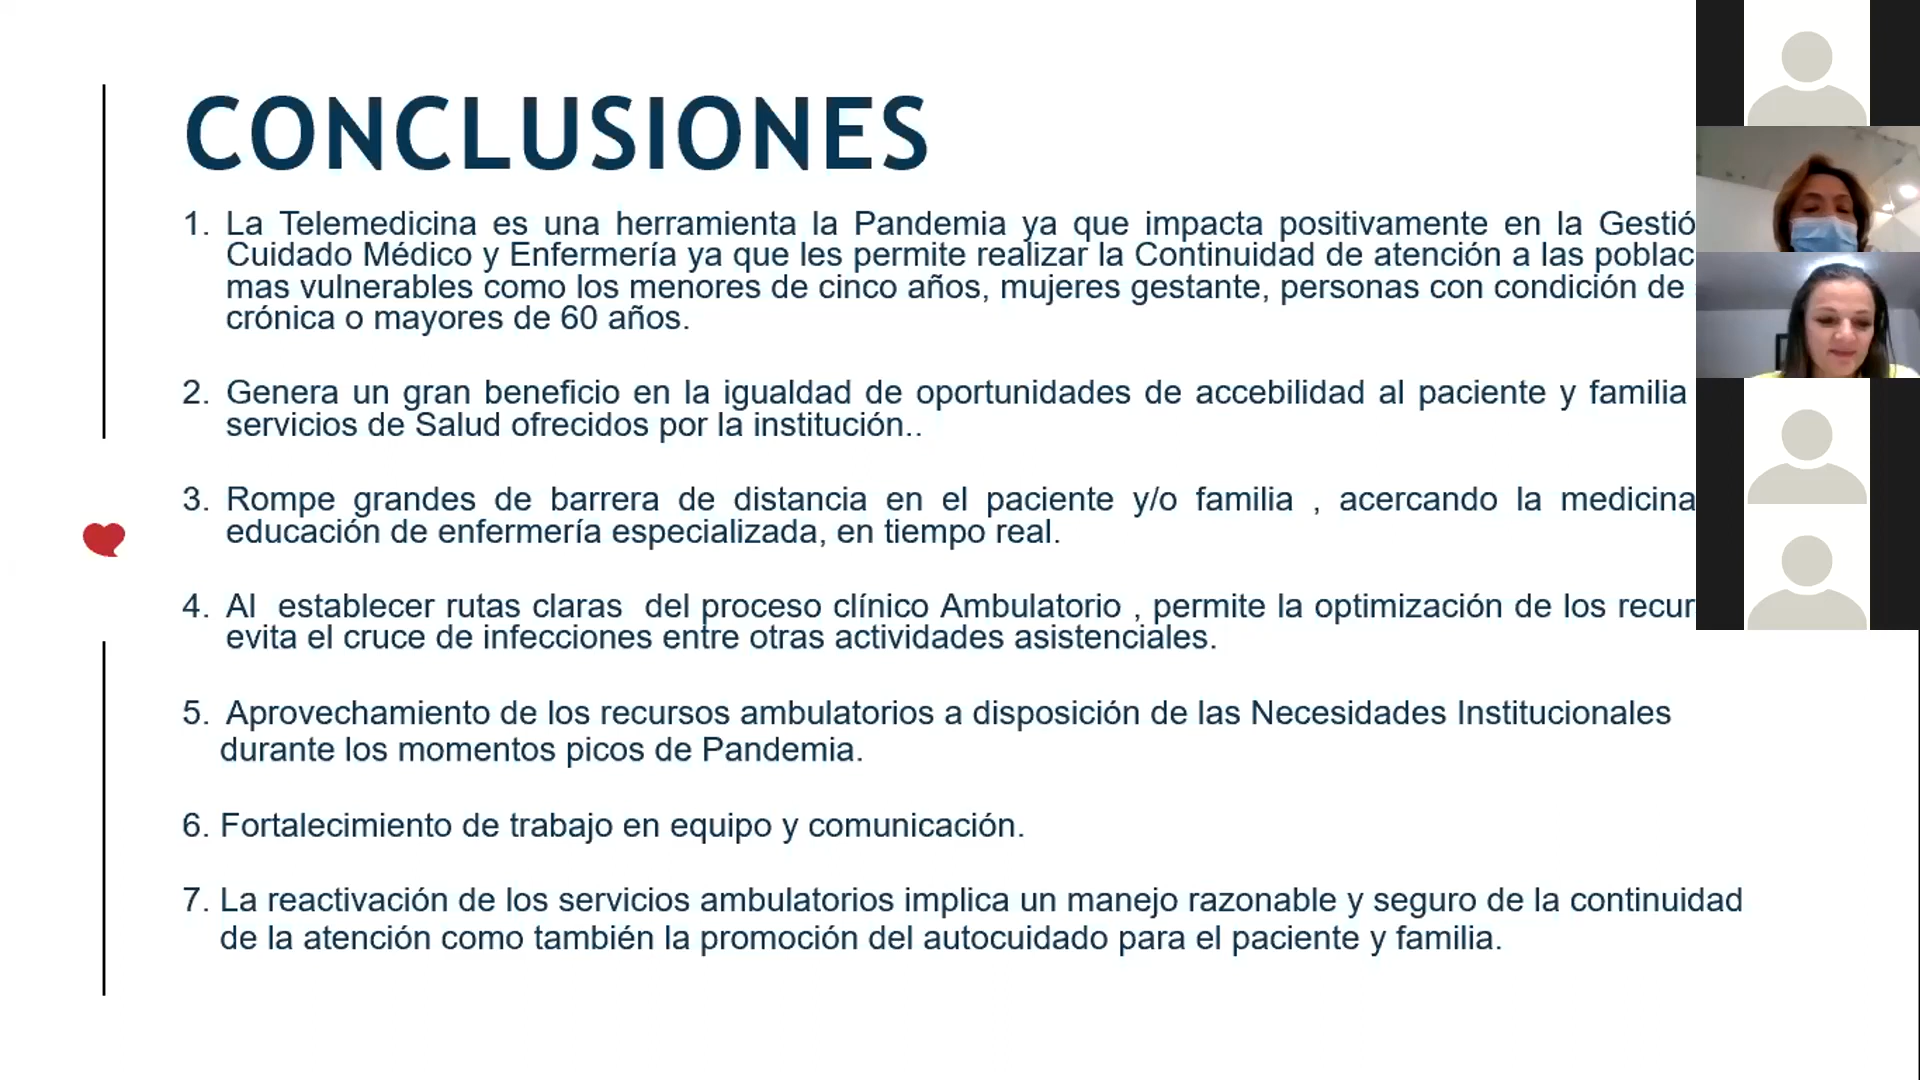 CONCLUSIONES
1. La Telemedicina es una herramienta la Pandemia ya que impacta positivamente en la
Cuidado Médico y Enfermería ya que les permite realizar la Continuidad de atención a las
mas vulnerables como los menores de cinco años, mujeres gestante, personas con condición de
crónica o mayores de 60 años.
2. Genera un gran beneficio en la igualdad de oportunidades de accebilidad al paciente y familia
servicios de Salud ofrecidos por la institución..
3. Rompe grandes de barrera de distancia en el paciente y/o familia , acercando la medicina
educación de enfermería especializada, en tiempo real.
4. Al establecer rutas claras del proceso clínico Ambulatorio , permite la optimización de los
evita el cruce de infecciones entre otras actividades asistenciales.
5. Aprovechamiento de los recursos ambulatorios a disposición de las Necesidades Institucionales
durante los momentos picos de Pandemia.
6. Fortalecimiento de trabajo en equipo y comunicación.
7. La reactivación de los servicios ambulatorios implica un manejo razonable y seguro de la continuidad
de la atención como también la promoción del autocuidado para el paciente y familia.